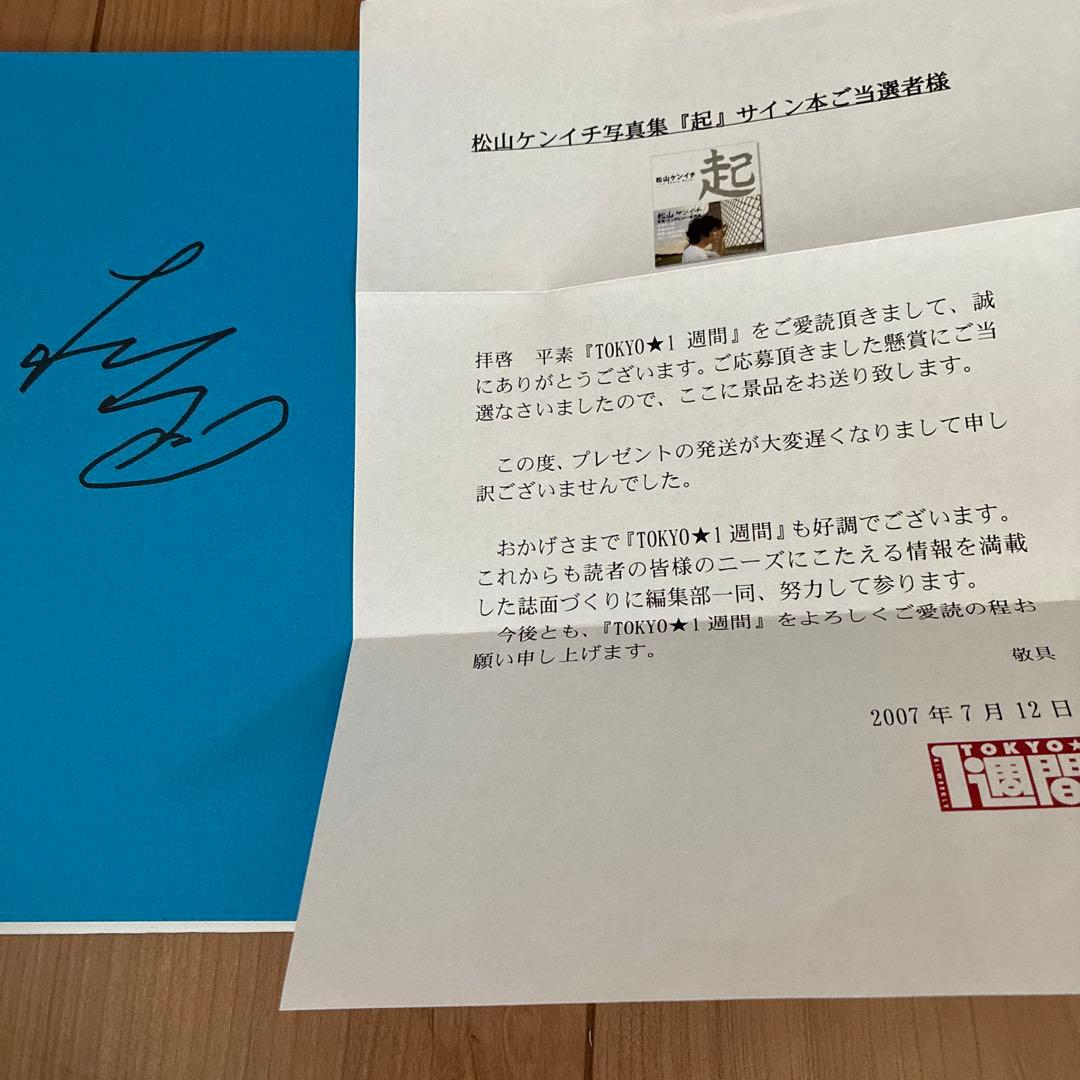 松山ケンイチ写真集『起』サイン本ご当選者様
起
松山ケンイチ
松山ケンイチ
拝啓　平素『TOKYO★1 週間』をご愛読頂きまして、誠
にありがとうございます。ご応募頂きました懸賞にご当
選なさいましたので、ここに景品をお送り致します。
この度、プレゼントの発送が大変遅くなりまして申し
訳ございませんでした。
おかげさまで『TOKYO★1 週間』も好調でございます。
これからも読者の皆様のニーズにこたえる情報を満載
した誌面づくりに編集部一同、努力して参ります。
今後とも、『TOKYO★1 週間』をよろしくご愛読の程お
願い申し上げます。
敬具
2007 年 7 月 12 日
TOKYO★
1週間